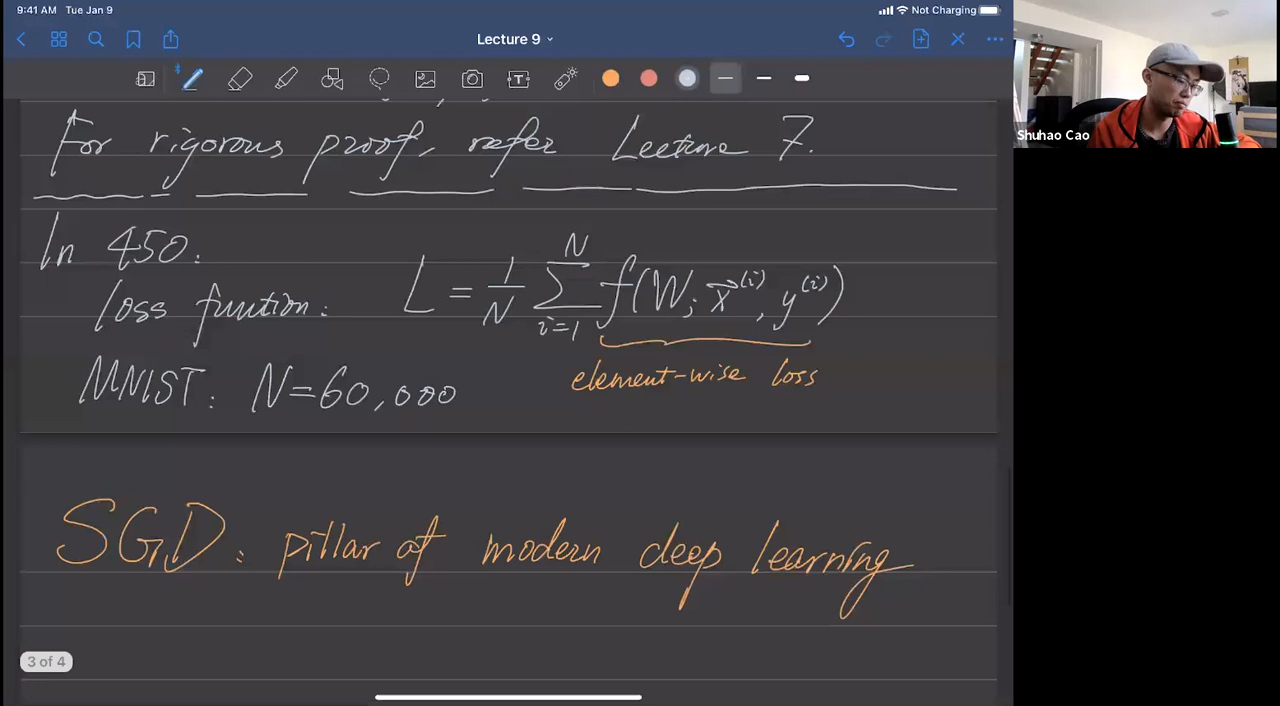 9:41 AM Tue Jan 9
Not Charging
Lecture 9
For rigorous proof, refer Lecture 7.
In 450:
loss function: L = 1/N ∑_{i=1}^{N} f(W; x⃗^{(i)}, y^{(i)})
element-wise loss
MNIST: N=60,000
SGD: pillar of modern deep learning
3 of 4
Shuhao Cao